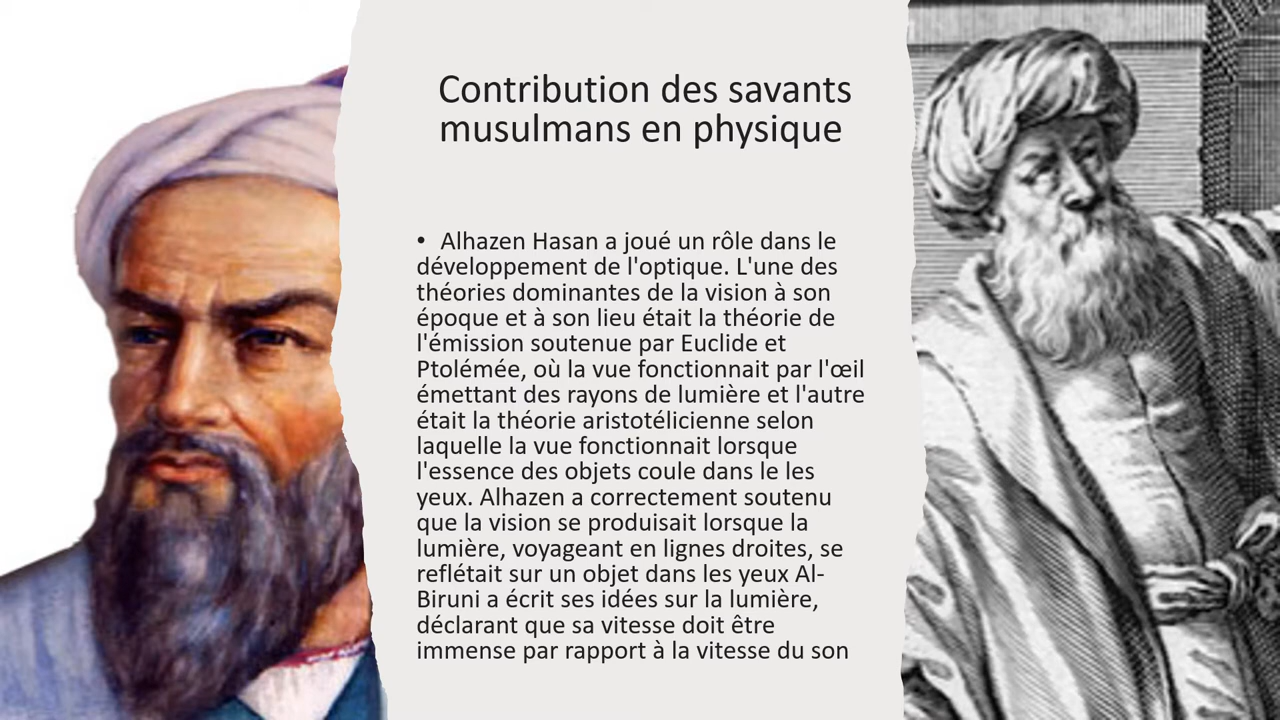 Contribution des savants
musulmans en physique
• Alhazen Hasan a joué un rôle dans le
développement de l'optique. L'une des
théories dominantes de la vision à son
époque et à son lieu était la théorie de
l'émission soutenue par Euclide et
Ptolémée, où la vue fonctionnait par l'œil
émettant des rayons de lumière et l'autre
était la théorie aristotélicienne selon
laquelle la vue fonctionnait lorsque
l'essence des objets coule dans le les
yeux. Alhazen a correctement soutenu
que la vision se produisait lorsque la
lumière, voyageant en lignes droites, se
reflétait sur un objet dans les yeux Al-
Biruni a écrit ses idées sur la lumière,
déclarant que sa vitesse doit être
immense par rapport à la vitesse du son